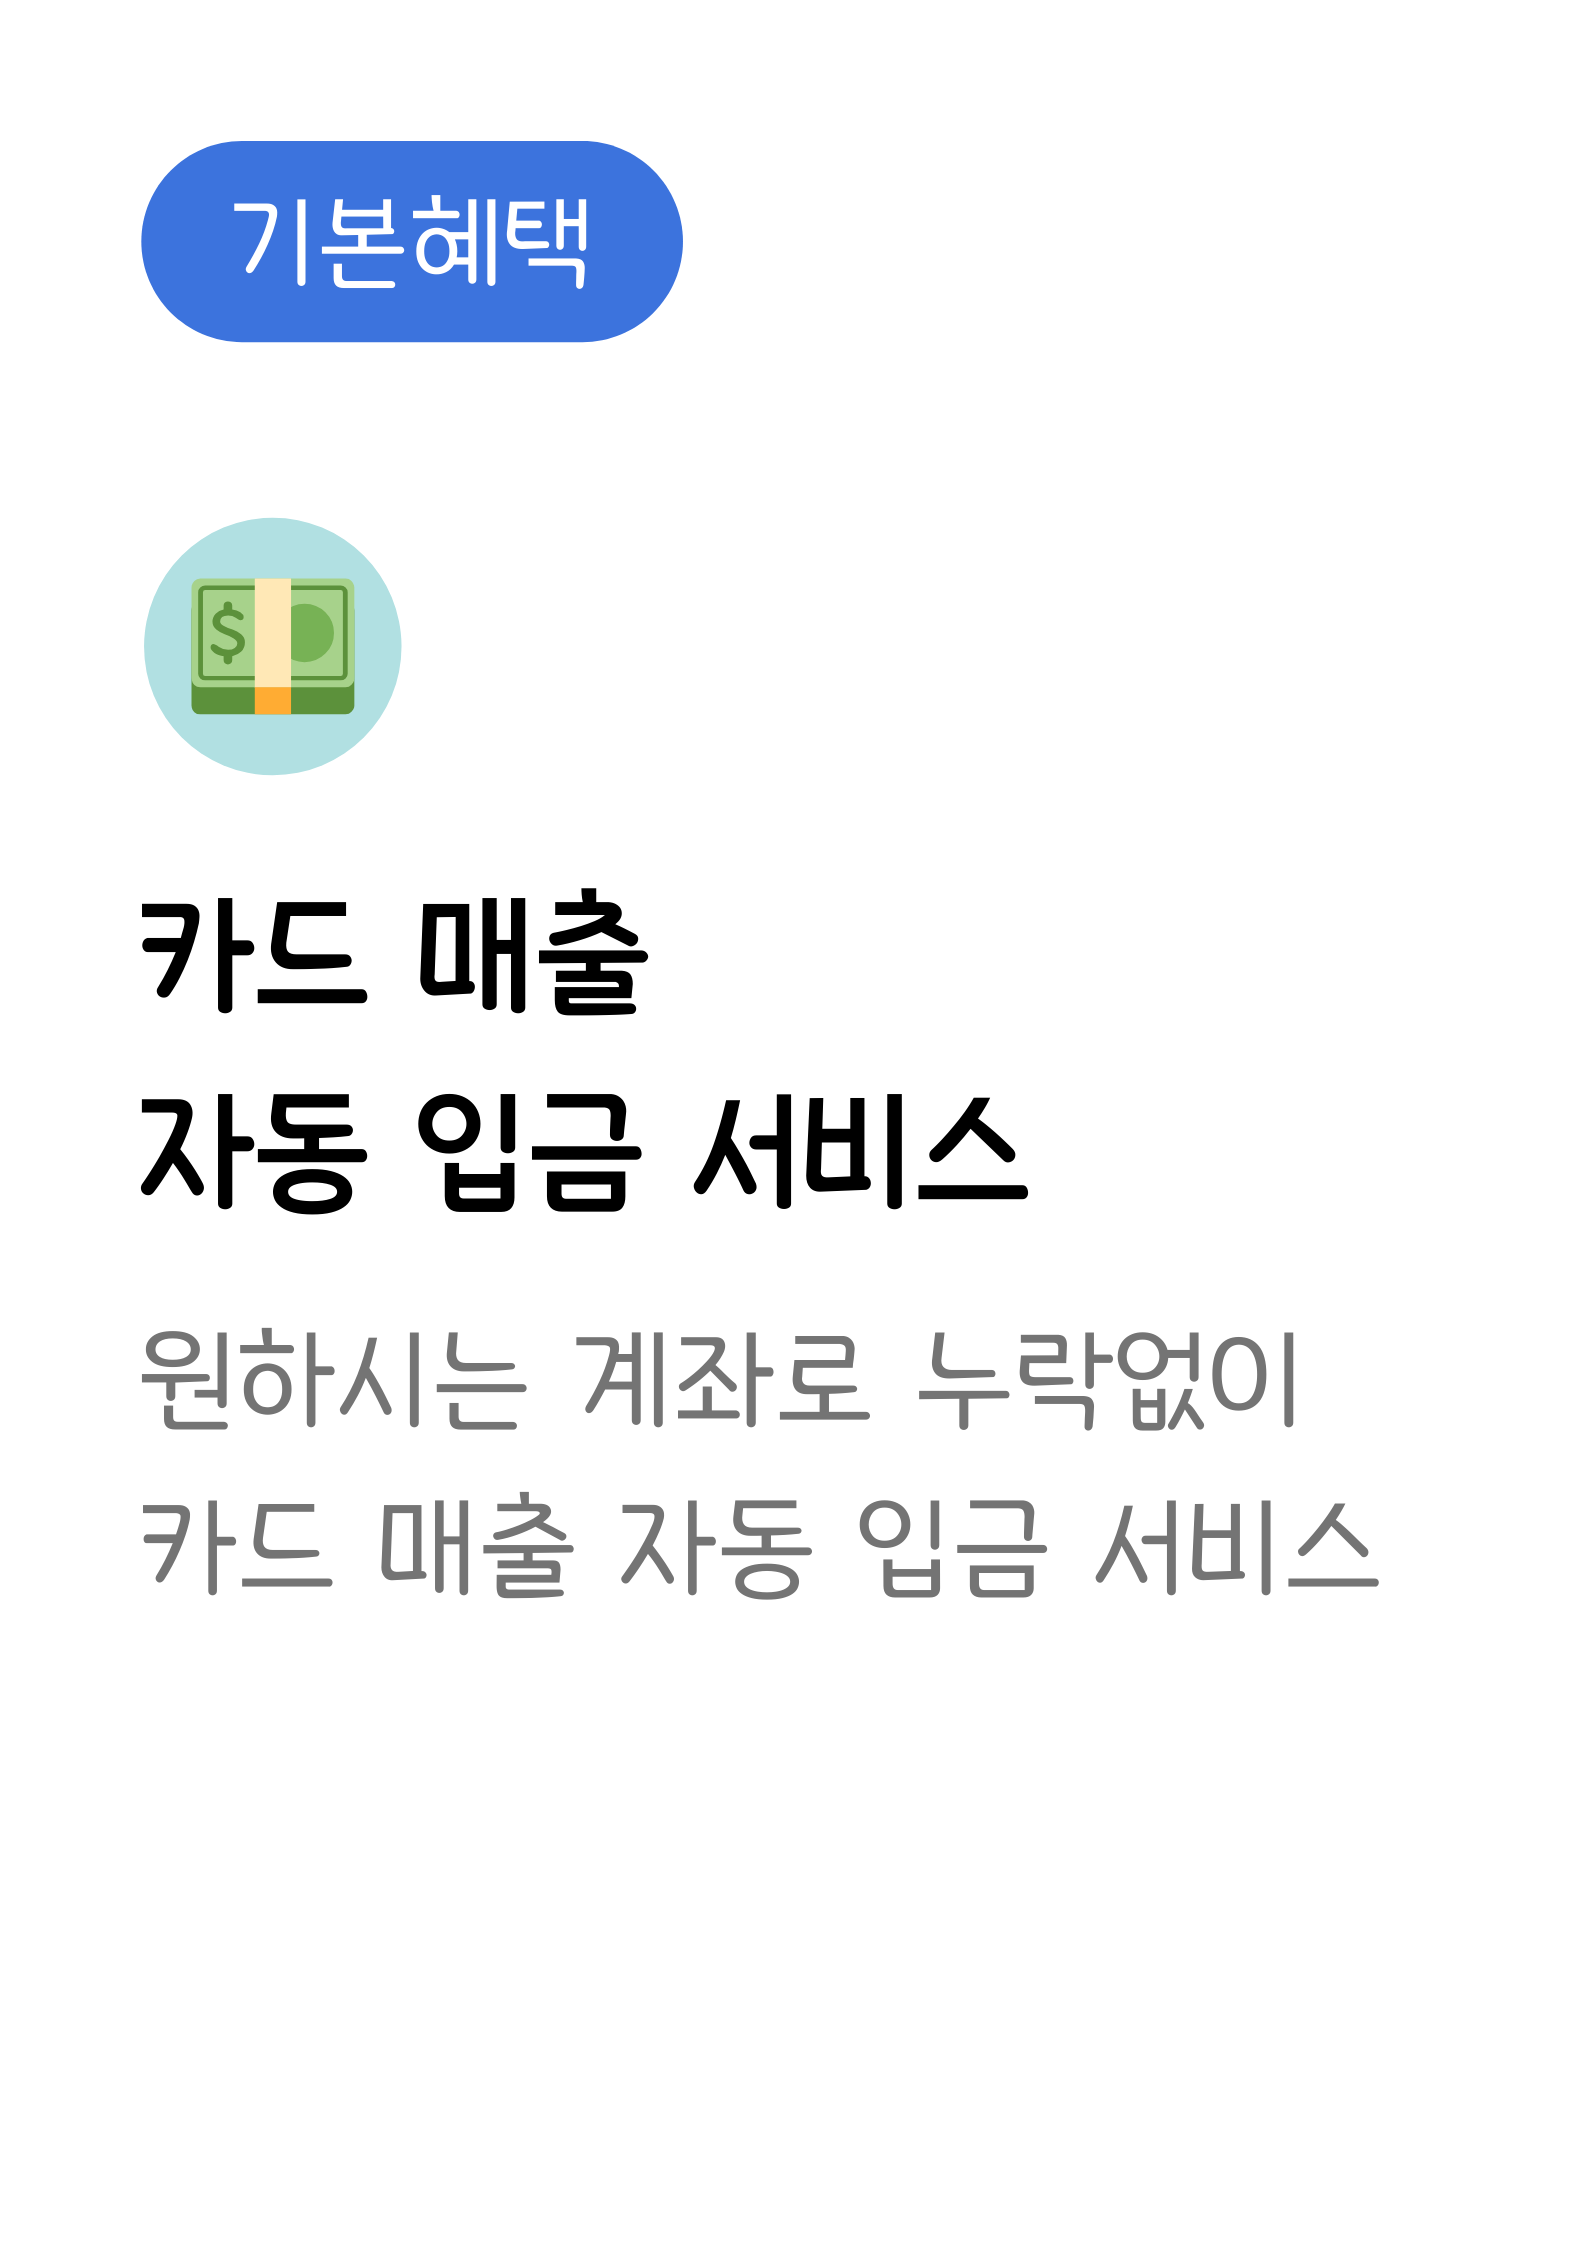 기본혜택
$
카드 매출
자동 입금 서비스
원하시는 계좌로 누락없이
카드 매출 자동 입금 서비스